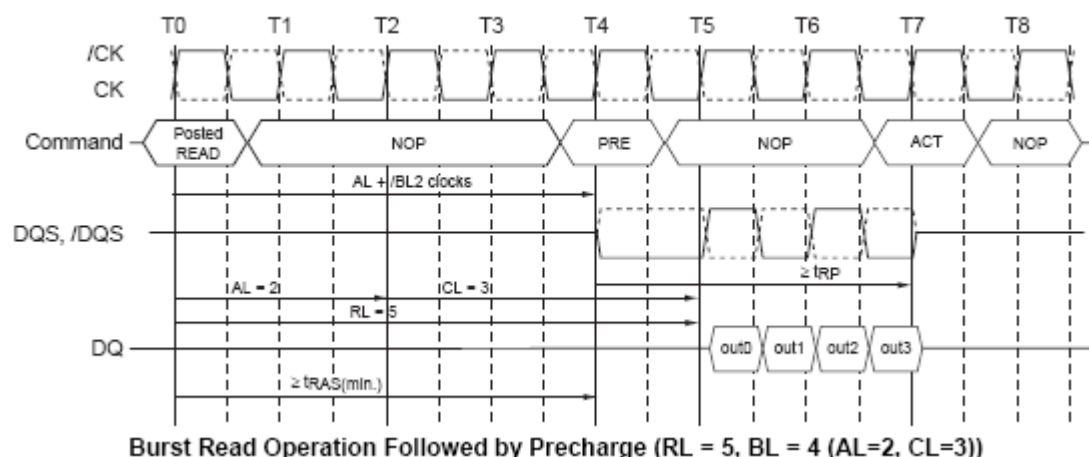 T0 T1 T2 T3 T4 T5 T6 T7 T8
/CK
CK
Command
Posted
READ
NOP
PRE
NOP
ACT
NOP
AL + /BL2 clocks
DQS, /DQS
≥ tRP
AL = 2
CL = 3
RL = 5
DQ
out0 out1 out2 out3
≥ tRAS(min.)
Burst Read Operation Followed by Precharge (RL = 5, BL = 4 (AL=2, CL=3))